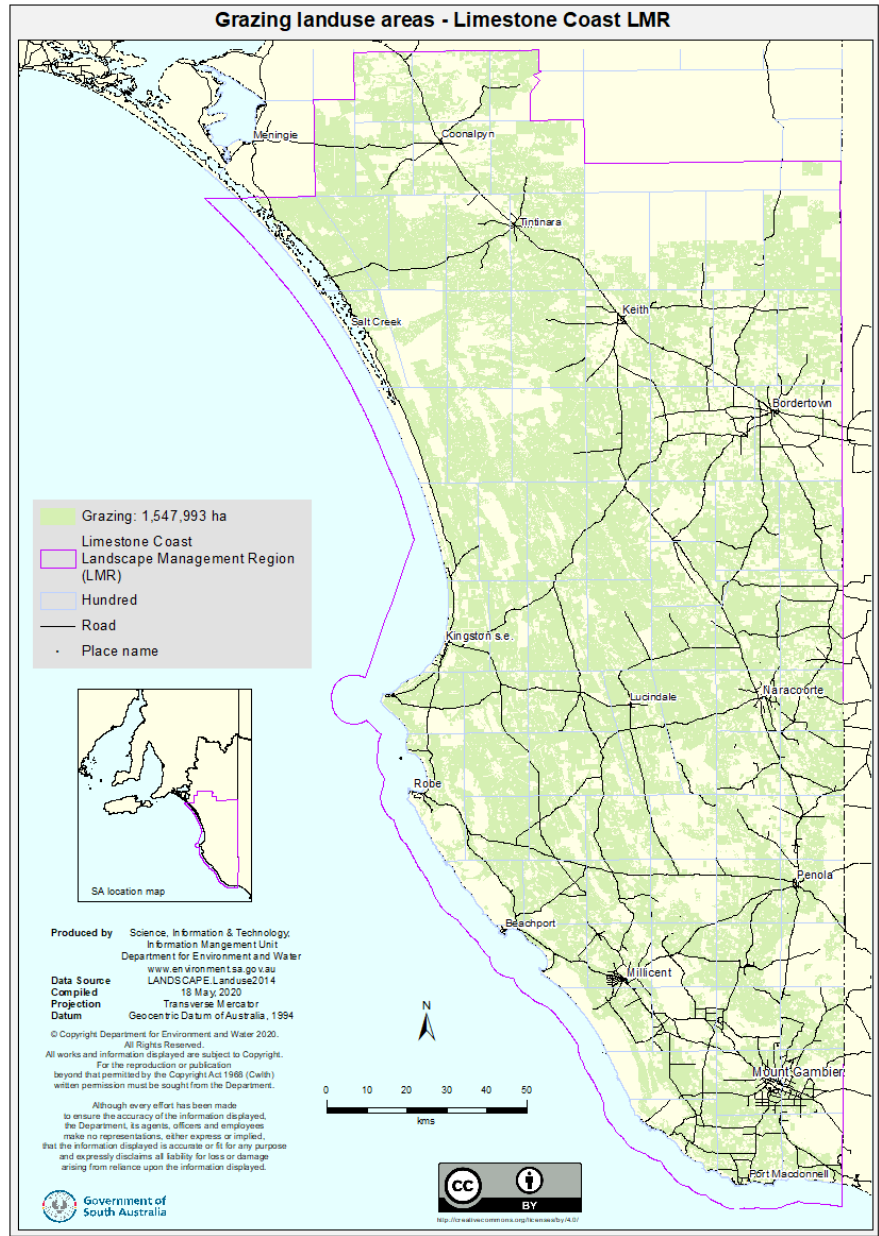 Grazing landuse areas - Limestone Coast LMR
Meningie
Coonalpyn
Tintinara
Salt Creek
Keith
Bordertown
Grazing: 1,547,993 ha
Limestone Coast
Landscape Management Region
(LMR)
Hundred
Road
Place name
Kingston s.e.
Lucindale
Naracoorte
Robe
SA location map
Penola
Beachport
Millicent
Mount Gambier
Port Macdonnell
Produced by Science, Information & Technology,
Information Mangement Unit
Department for Environment and Water
www.environment.sa.gov.au
Data Source LANDSCAPE.Landuse2014
Compiled 18 May, 2020
Projection Transverse Mercator
Datum Geocentric Datum of Australia, 1994
© Copyright Department for Environment and Water 2020.
All Rights Reserved.
All works and information displayed are subject to Copyright.
For the reproduction or publication
beyond that permitted by the Copyright Act 1968 (Cwlth)
written permission must be sought from the Department.
Although every effort has been made
to ensure the accuracy of the information displayed,
the Department, its agents, officers and employees
make no representations, either express or implied,
that the information displayed is accurate or fit for any purpose
and expressly disclaims all liability for loss or damage
arising from reliance upon the information displayed.
N
0 10 20 30 40 50
kms
Government of
South Australia
cc
BY
http://creativecommons.org/licenses/by/4.0/